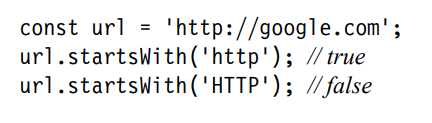 const url = 'http://google.com';
url.startsWith('http'); // true
url.startsWith('HTTP'); // false